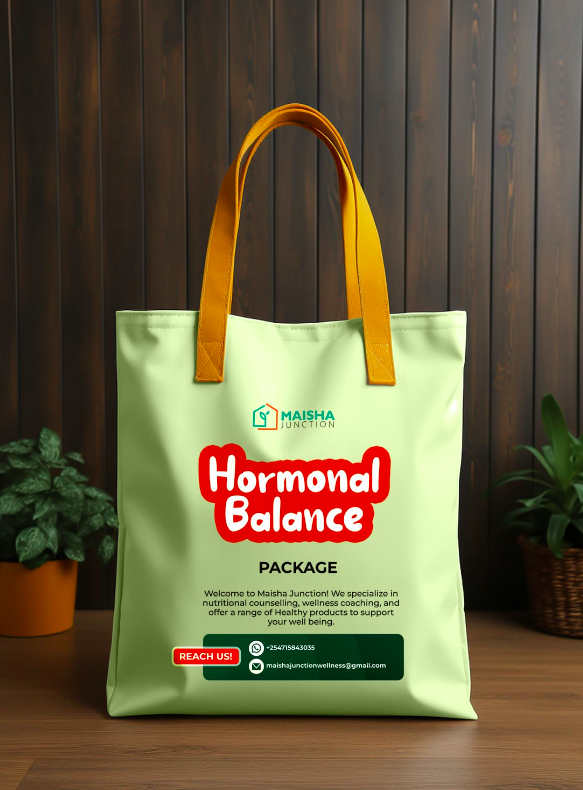 MAISHA
JUNCTION
Hormonal
Balance
PACKAGE
Welcome to Maisha Junction! We specialize in
nutritional counselling, wellness coaching, and
offer a range of Healthy products to support
your well being.
REACH US!
+254715843035
maishajunctionwellness@gmail.com